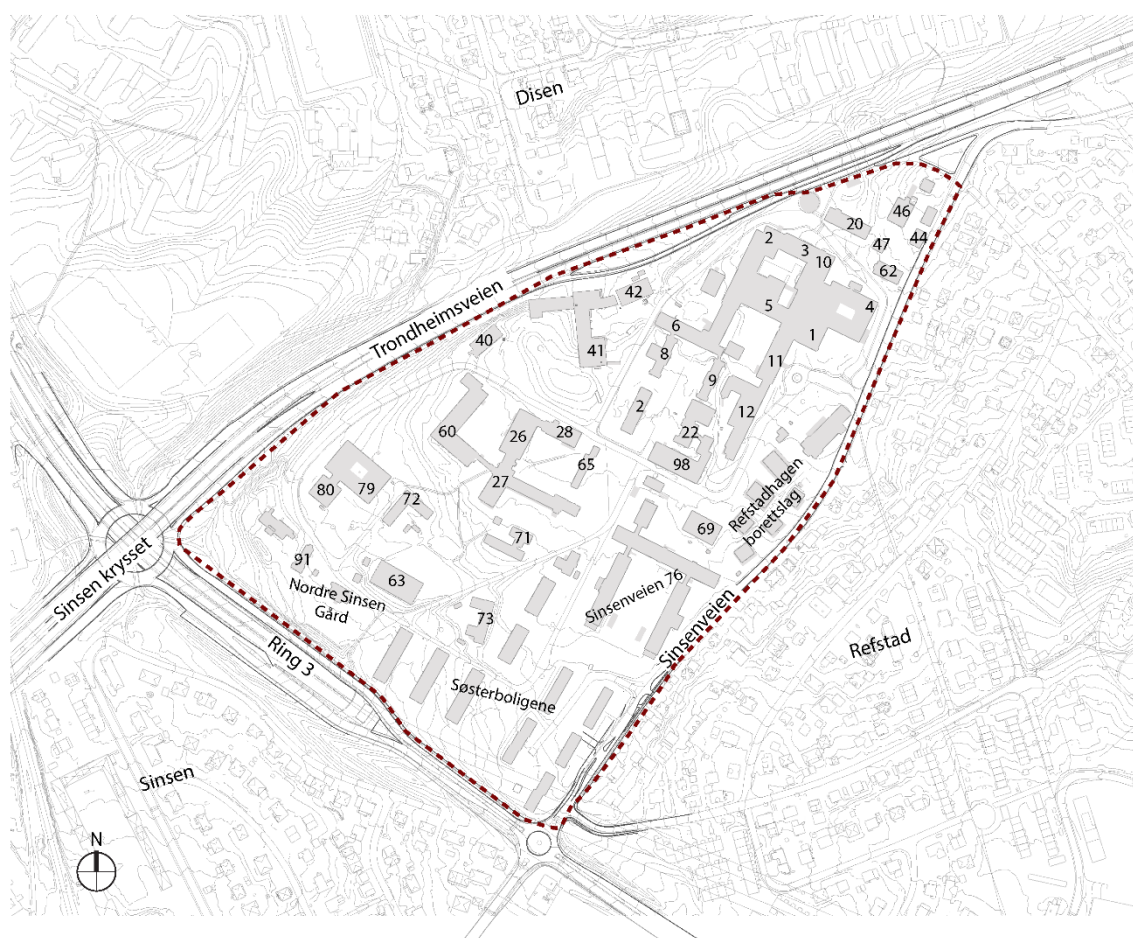 Disen
46
20
44
47
2
3
10
62
42
5
4
Trondheimsveien
6
1
40
41
8
11
9
2
12
60
26
28
22
98
65
27
80
79
72
69
Refstadhagen
borettslag
71
Sinsen krysset
91
63
Nordre Sinsen
Gård
Sinsenveien 76
73
Sinsenveien
Refstad
Ring 3
Søsterboligene
Sinsen
N